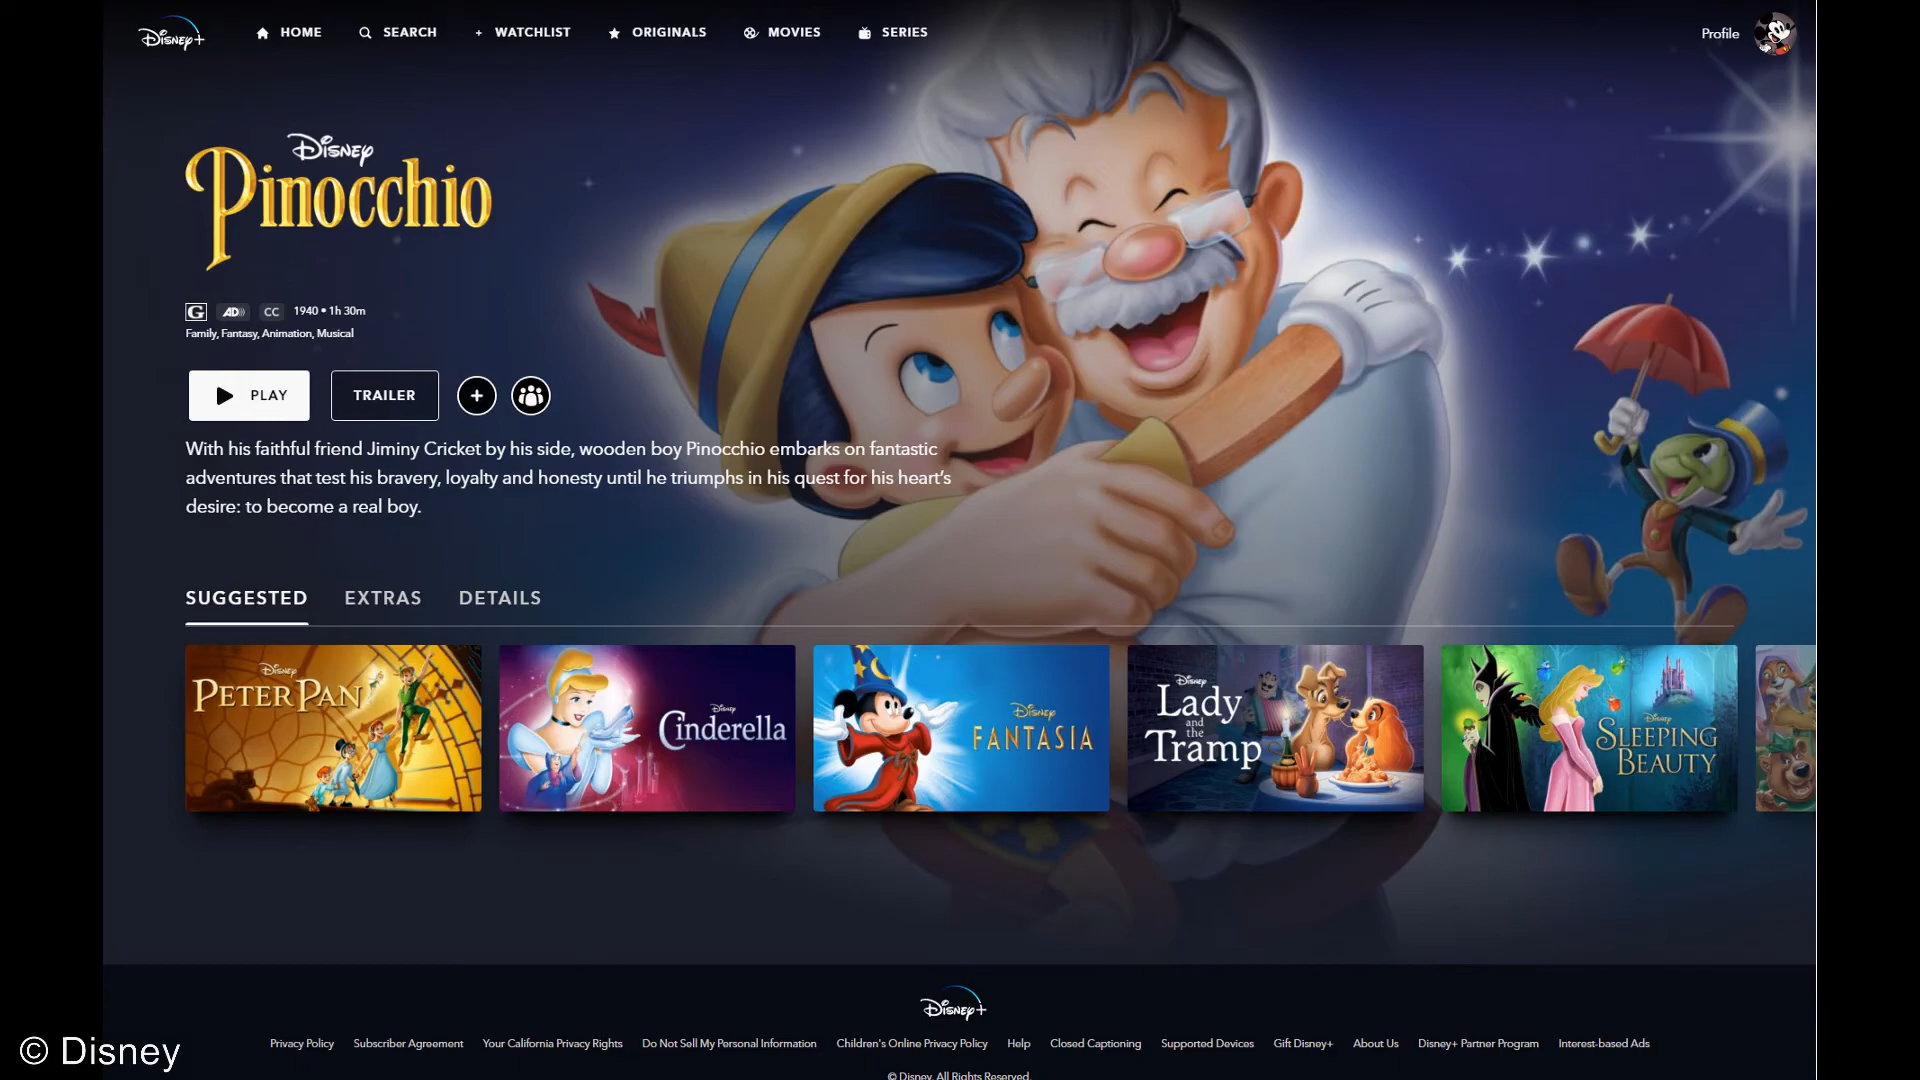 Disney+ HOME SEARCH WATCHLIST ORIGINALS MOVIES SERIES Profile
Disney
Pinocchio
G AD CC 1940 • 1h 30m
Family, Fantasy, Animation, Musical
PLAY TRAILER
With his faithful friend Jiminy Cricket by his side, wooden boy Pinocchio embarks on fantastic
adventures that test his bravery, loyalty and honesty until he triumphs in his quest for his heart's
desire: to become a real boy.
SUGGESTED EXTRAS DETAILS
Disney
PETER PAN
Disney
Cinderella
Disney
FANTASIA
Disney
Lady
and
the
Tramp
Disney
SLEEPING
BEAUTY
Disney+
Privacy Policy Subscriber Agreement Your California Privacy Rights Do Not Sell My Personal Information Children's Online Privacy Policy Help Closed Captioning Supported Devices Gift Disney+ About Us Disney+ Partner Program Interest-based Ads
© Disney. All Rights Reserved.
© Disney